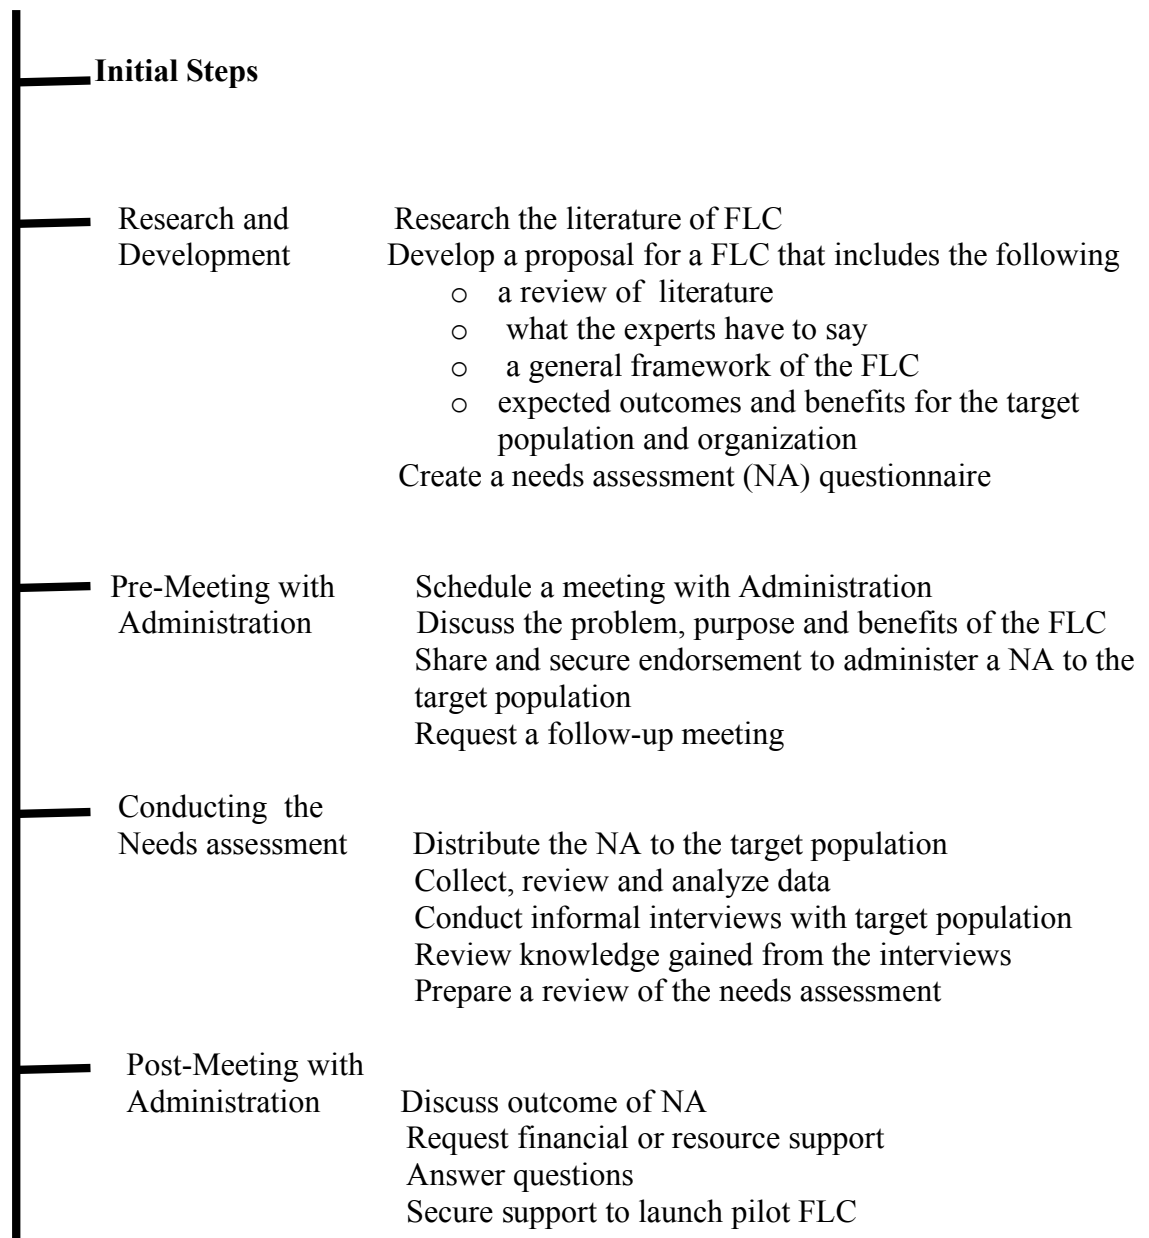 Initial Steps
Research and Research the literature of FLC
Development Develop a proposal for a FLC that includes the following
o a review of literature
o what the experts have to say
o a general framework of the FLC
o expected outcomes and benefits for the target
population and organization
Create a needs assessment (NA) questionnaire
Pre-Meeting with Schedule a meeting with Administration
Administration Discuss the problem, purpose and benefits of the FLC
Share and secure endorsement to administer a NA to the
target population
Request a follow-up meeting
Conducting the
Needs assessment Distribute the NA to the target population
Collect, review and analyze data
Conduct informal interviews with target population
Review knowledge gained from the interviews
Prepare a review of the needs assessment
Post-Meeting with
Administration Discuss outcome of NA
Request financial or resource support
Answer questions
Secure support to launch pilot FLC